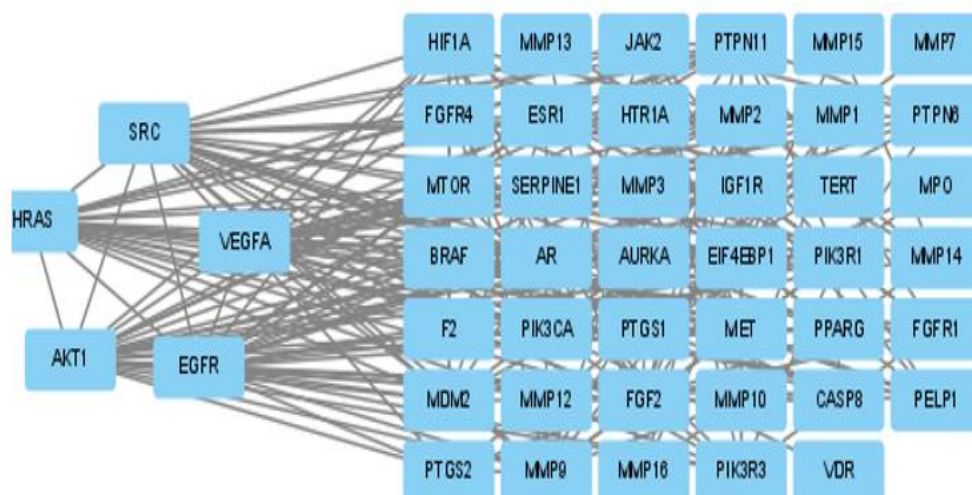 HIF1A MMP13 JAK2 PTPN11 MMP15 MMP7
SRC
FGFR4 ESR1 HTR1A MMP2 MMP1 PTPN6
MTOR SERPINE1 MMP3 IGF1R TERT MPO
HRAS
VEGFA
BRAF AR AURKA EIF4EBP1 PIK3R1 MMP14
F2 PIK3CA PTGS1 MET PPARG FGFR1
AKT1
EGFR
MDM2 MMP12 FGF2 MMP10 CASP8 PELP1
PTGS2 MMP9 MMP16 PIK3R3 VDR